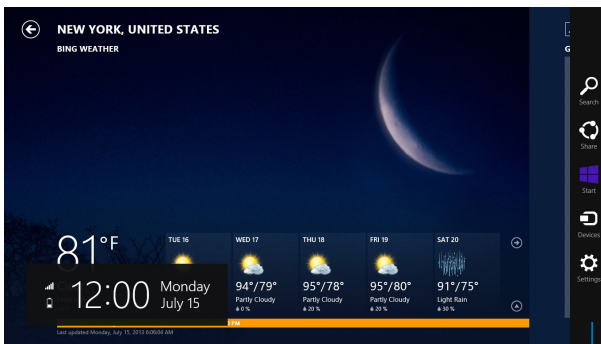 NEW YORK, UNITED STATES
BING WEATHER
G
Search
Share
Start
Devices
Settings
81°F
TUE 16
WED 17
94°/79°
Partly Cloudy
0 %
THU 18
95°/78°
Partly Cloudy
20 %
FRI 19
95°/80°
Partly Cloudy
20 %
SAT 20
91°/75°
Light Rain
30 %
12:00
Monday
July 15
PM
Last updated Monday, July 15, 2013 6:06:04 AM